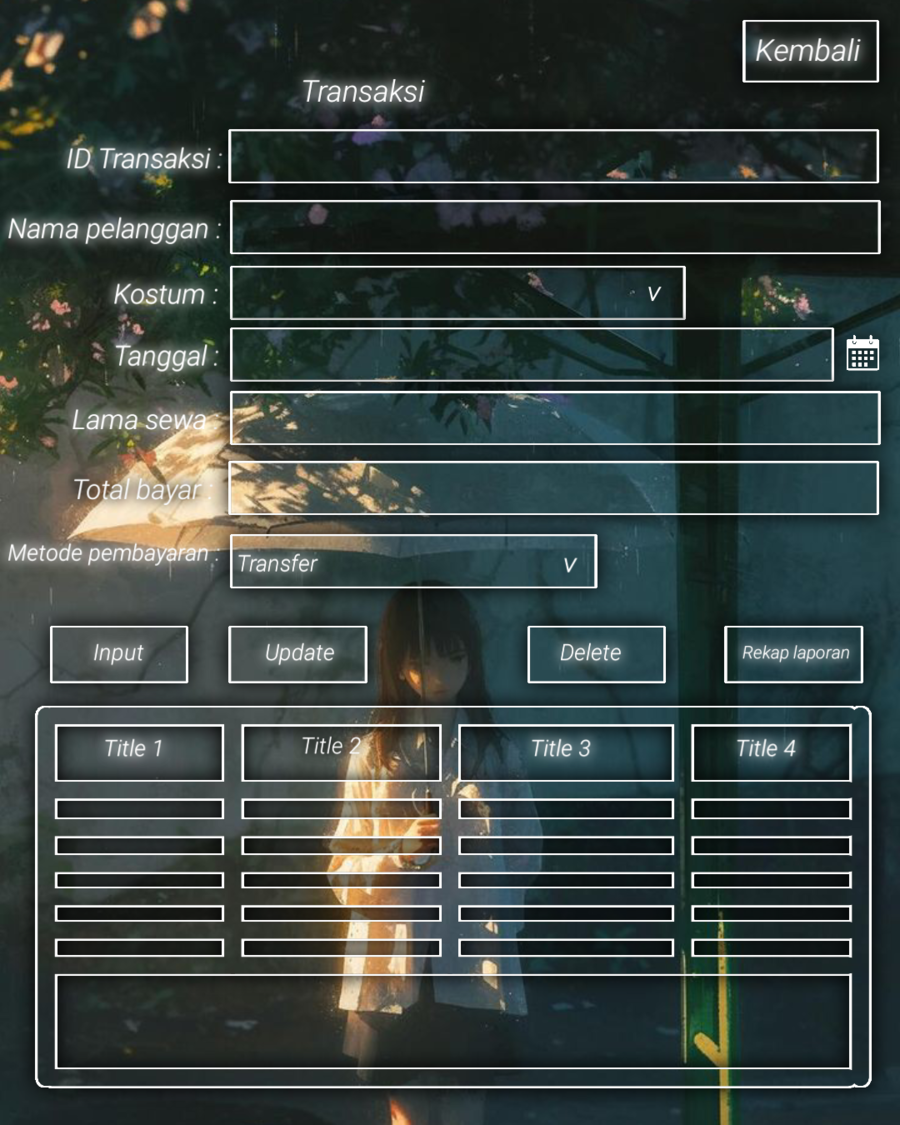 Kembali
Transaksi
ID Transaksi :
Nama pelanggan :
Kostum :
V
Tanggal :
Lama sewa :
Total bayar :
Metode pembayaran :
Transfer V
Input Update Delete Rekap laporan
Title 1 Title 2 Title 3 Title 4